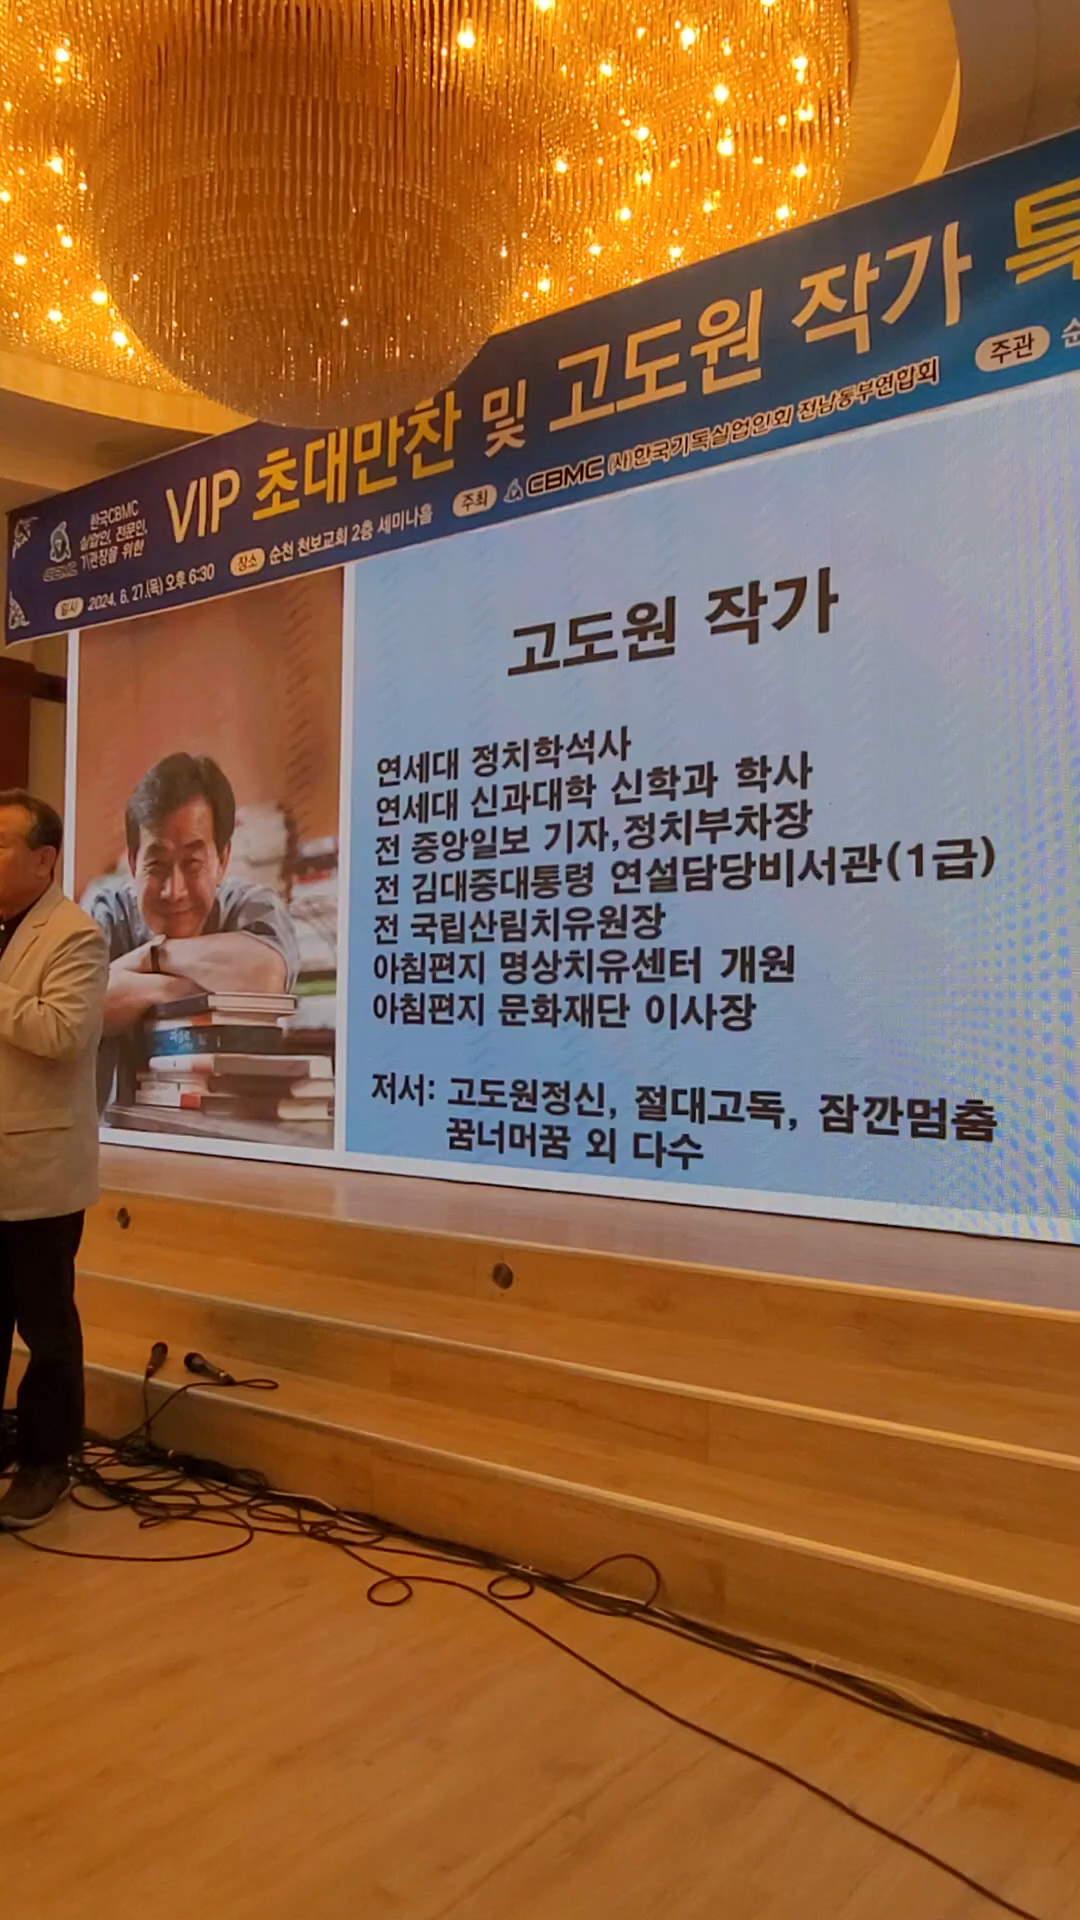 한국CBMC
실업인, 전문인,
기관장을 위한
VIP 초대만찬 및 고도원 작가
일시 2024. 6. 27.(목) 오후 6:30 장소 순천 천보교회 2층 세미나홀 주최 CBMC (사)한국기독실업인회 전남동부연합회 주관
CBMC
고도원 작가
연세대 정치학석사
연세대 신과대학 신학과 학사
전 중앙일보 기자,정치부차장
전 김대중대통령 연설담당비서관(1급)
전 국립산림치유원장
아침편지 명상치유센터 개원
아침편지 문화재단 이사장
저서: 고도원정신, 절대고독, 잠깐멈춤
꿈너머꿈 외 다수